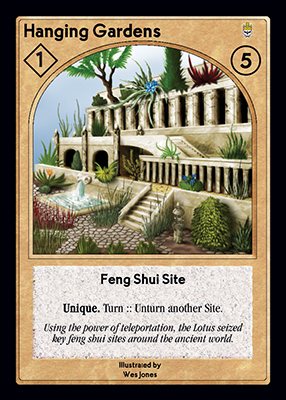 Hanging Gardens
1
5
Feng Shui Site
Unique. Turn :: Unturn another Site.
Using the power of teleportation, the Lotus seized
key feng shui sites around the ancient world.
Illustrated by
Wes Jones